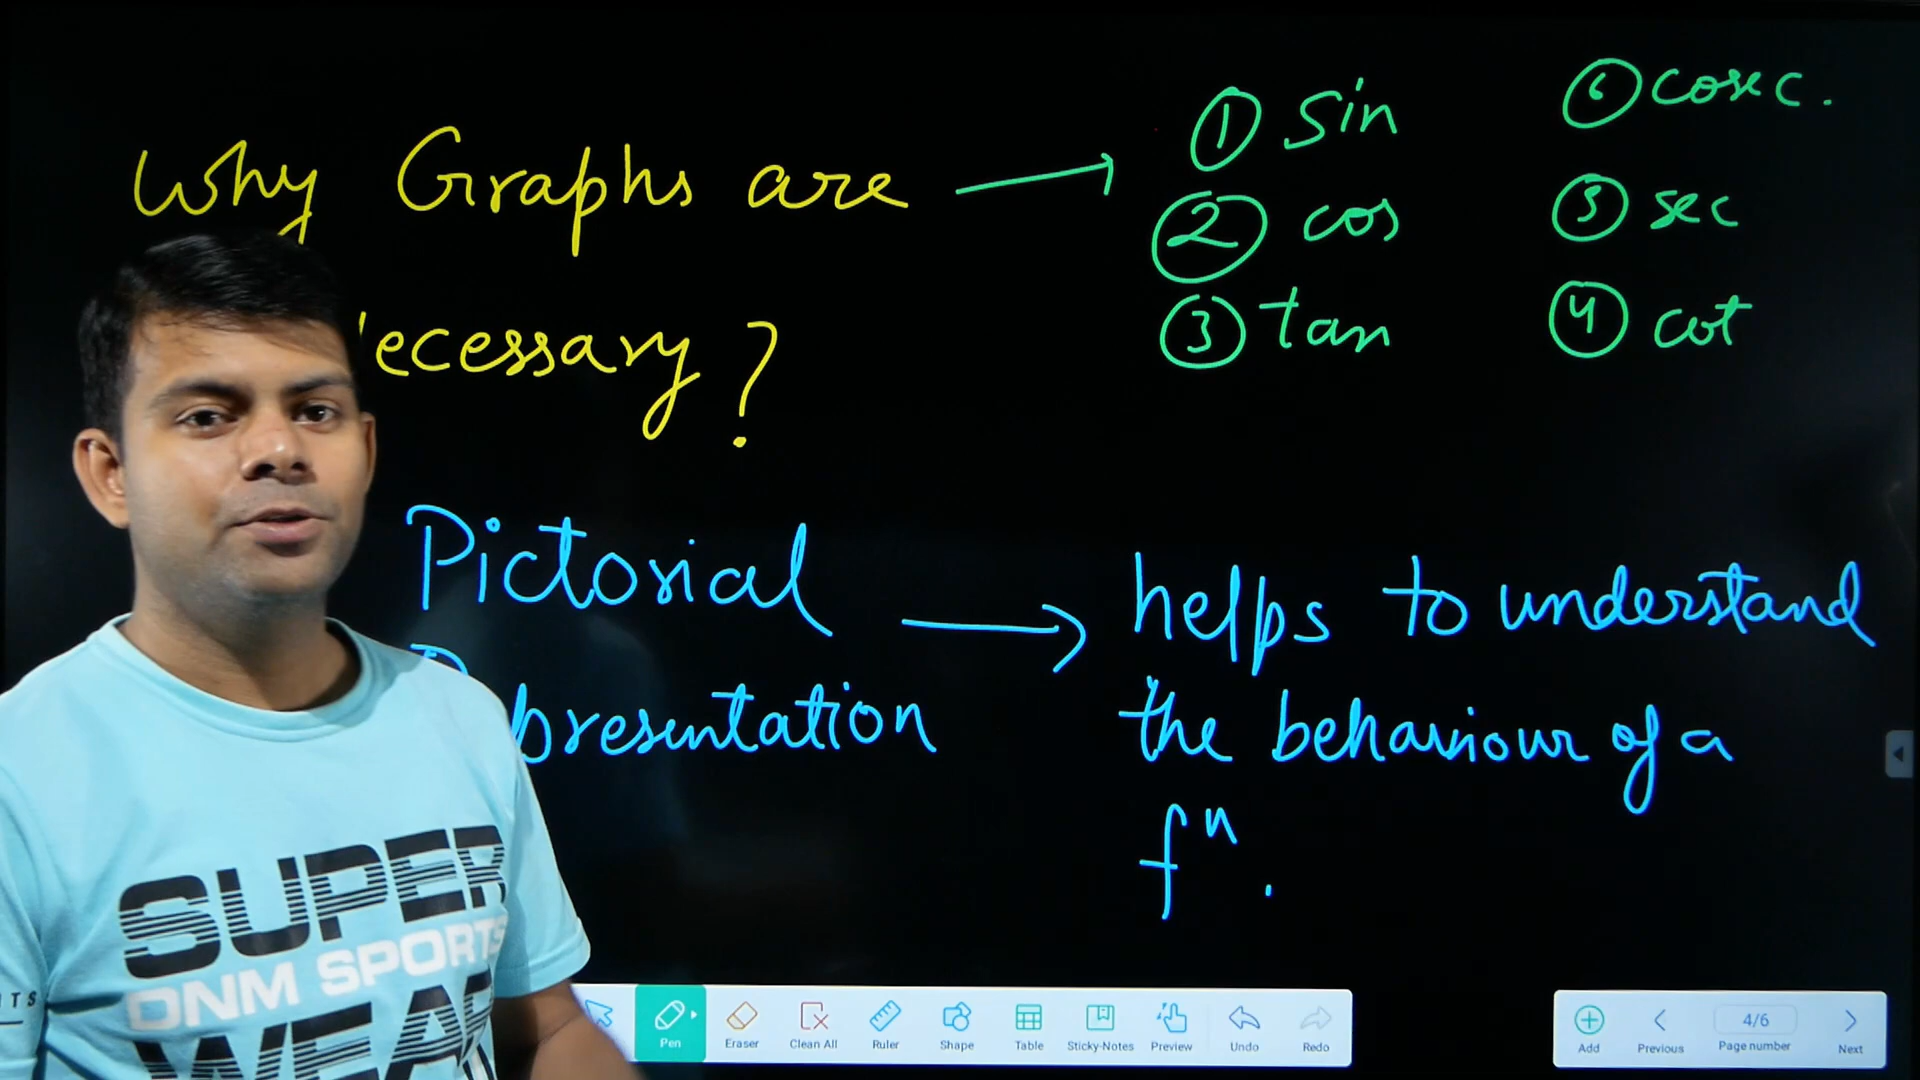 Why Graphs are →
ecessary?
① sin
② cos
③ tan
⑥ cosec.
⑤ sec
④ cot
Pictorial
presentation
→ helps to understand
the behaviour of a
fⁿ.
SUPER
DNM SPORTS
WEAR
Pen
Eraser
Clean All
Ruler
Shape
Table
Sticky-Notes
Preview
Undo
Redo
Add
Previous
4/6
Page number
Next